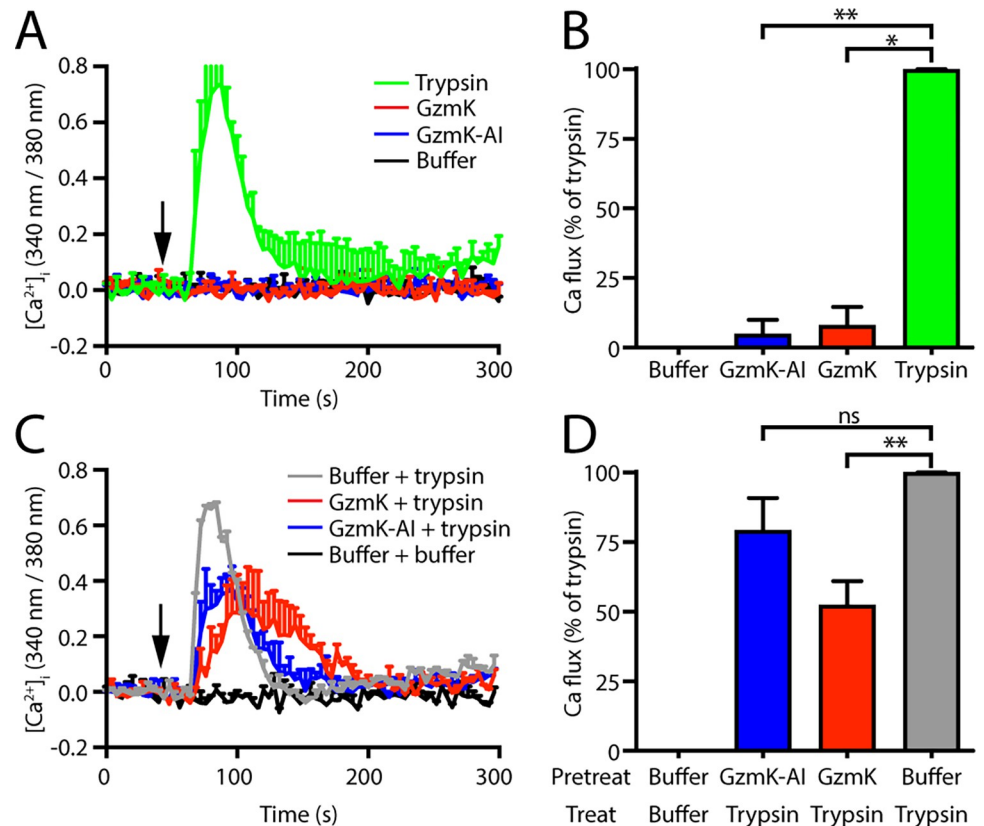 A
[Ca²⁺]ᵢ (340 nm / 380 nm)
0.8
0.6
0.4
0.2
0.0
-0.2
Trypsin
GzmK
GzmK-AI
Buffer
0 100 200 300
Time (s)
B
**
*
Ca flux (% of trypsin)
100
75
50
25
0
Buffer GzmK-AI GzmK Trypsin
C
[Ca²⁺]ᵢ (340 nm / 380 nm)
0.8
0.6
0.4
0.2
0.0
-0.2
Buffer + trypsin
GzmK + trypsin
GzmK-AI + trypsin
Buffer + buffer
0 100 200 300
Time (s)
D
ns
**
Ca flux (% of trypsin)
100
75
50
25
0
Pretreat Buffer GzmK-AI GzmK Buffer
Treat Buffer Trypsin Trypsin Trypsin